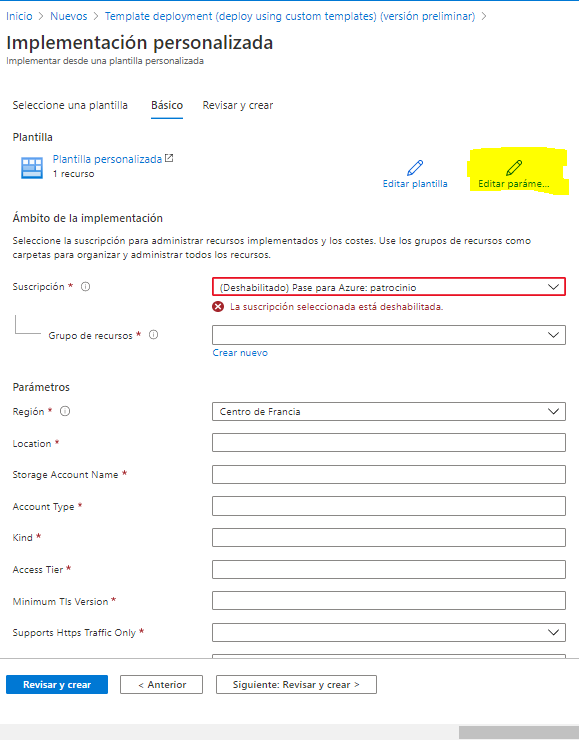 Inicio > Nuevos > Template deployment (deploy using custom templates) (versión preliminar) >
Implementación personalizada
Implementar desde una plantilla personalizada
Seleccione una plantilla Básico Revisar y crear
Plantilla
Plantilla personalizada
1 recurso
Editar plantilla Editar paráme...
Ámbito de la implementación
Seleccione la suscripción para administrar recursos implementados y los costes. Use los grupos de recursos como
carpetas para organizar y administrar todos los recursos.
Suscripción * (Deshabilitado) Pase para Azure: patrocinio
La suscripción seleccionada está deshabilitada.
Grupo de recursos *
Crear nuevo
Parámetros
Región * Centro de Francia
Location *
Storage Account Name *
Account Type *
Kind *
Access Tier *
Minimum Tls Version *
Supports Https Traffic Only *
Revisar y crear < Anterior Siguiente: Revisar y crear >